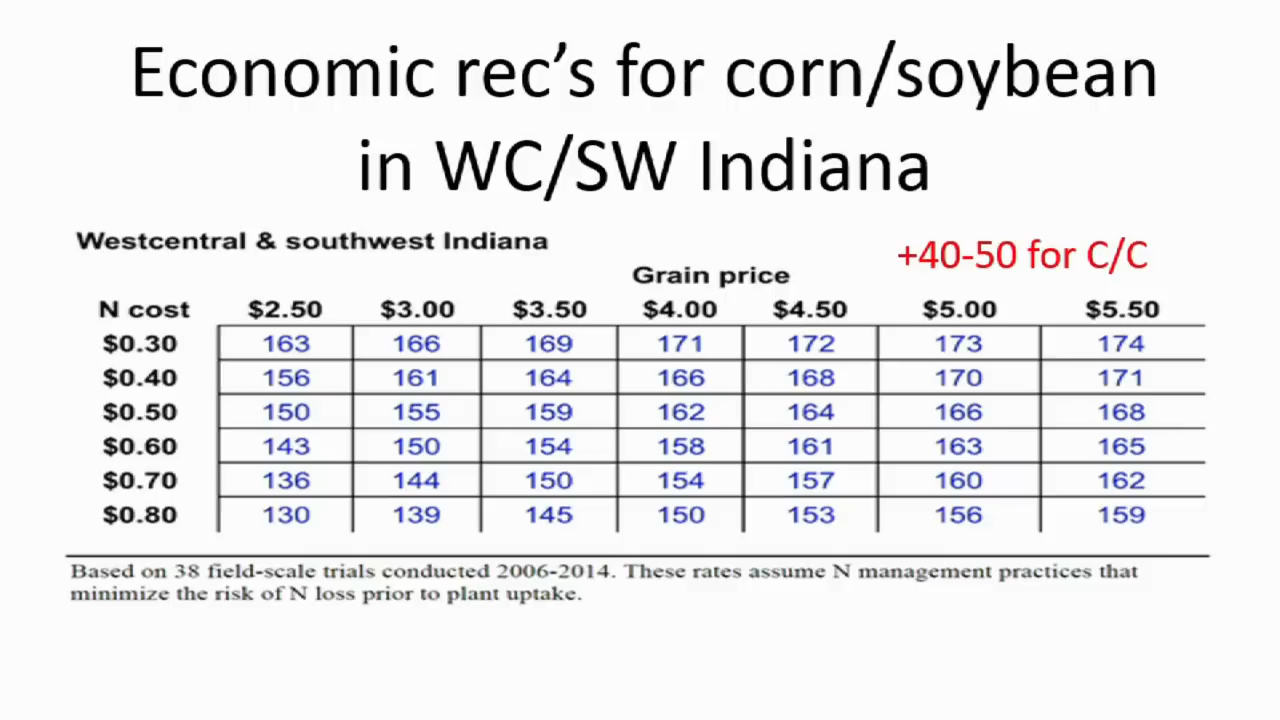 Economic rec’s for corn/soybean
in WC/SW Indiana
Westcentral & southwest Indiana
+40-50 for C/C
Grain price
N cost $2.50 $3.00 $3.50 $4.00 $4.50 $5.00 $5.50
$0.30 163 166 169 171 172 173 174
$0.40 156 161 164 166 168 170 171
$0.50 150 155 159 162 164 166 168
$0.60 143 150 154 158 161 163 165
$0.70 136 144 150 154 157 160 162
$0.80 130 139 145 150 153 156 159
Based on 38 field-scale trials conducted 2006-2014. These rates assume N management practices that
minimize the risk of N loss prior to plant uptake.